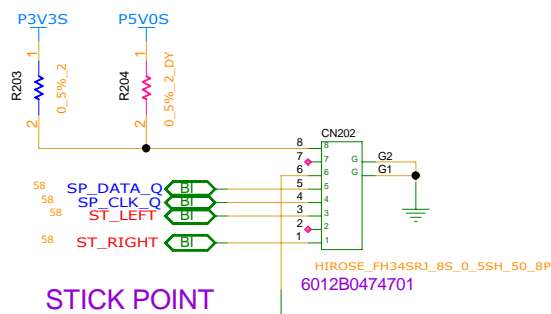 P3V3S P5V0S
1 1
R203 0_5%_2 R204 0_5%_2_DY
2 2
CN202
8 8
7 7 G G2
6 6 G G1
58 SP_DATA_Q BI 5 5
58 SP_CLK_Q BI 4 4
58 ST_LEFT BI 3 3
2 2
58 ST_RIGHT BI 1 1
HIROSE_FH34SRJ_8S_0_5SH_50_8P
6012B0474701
STICK POINT